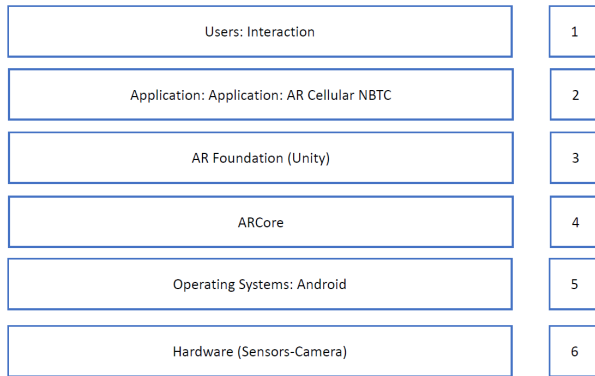 Users: Interaction 1
Application: Application: AR Cellular NBTC 2
AR Foundation (Unity) 3
ARCore 4
Operating Systems: Android 5
Hardware (Sensors-Camera) 6